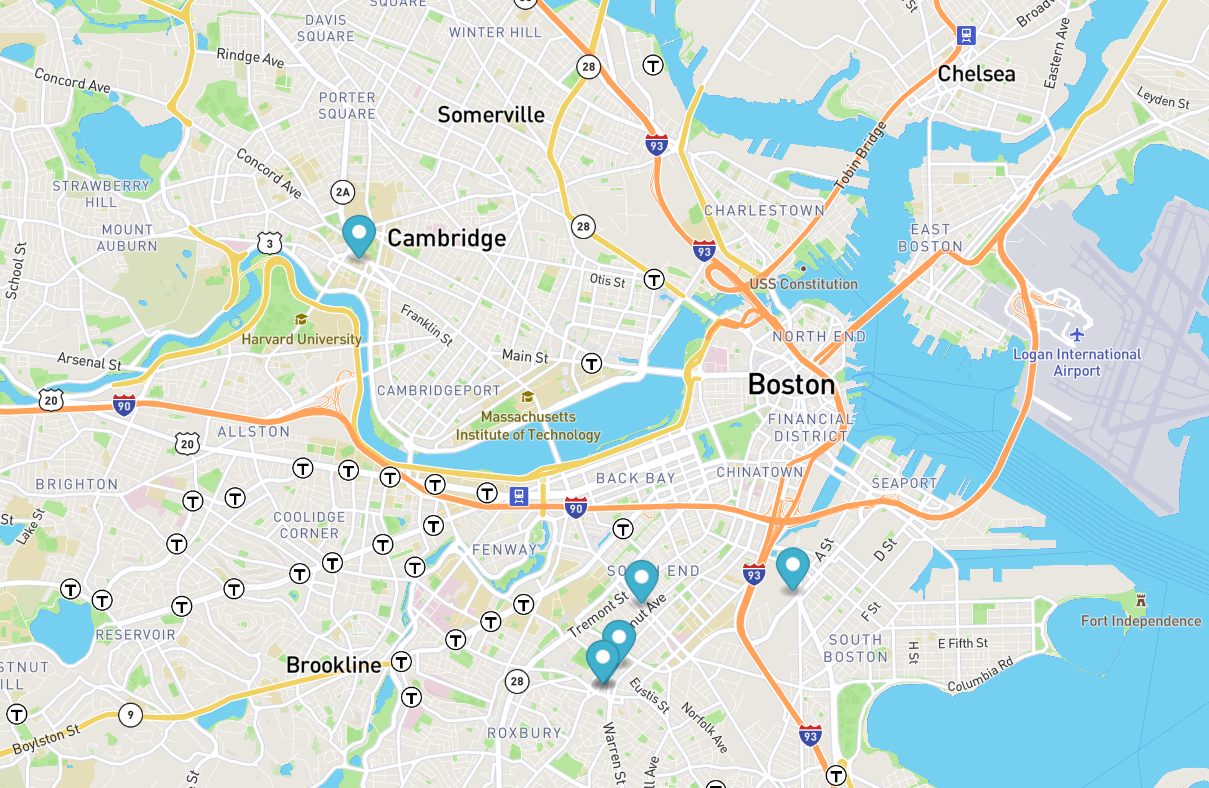 SQUARE
DAVIS
SQUARE
WINTER HILL
28
T
Chelsea
Eastern Ave
Rindge Ave
Concord Ave
PORTER
SQUARE
Somerville
Leyden St
93
Tobin Bridge
Concord Ave
STRAWBERRY
HILL
2A
CHARLESTOWN
MOUNT
AUBURN
3
Cambridge
28
EAST
BOSTON
93
School St
Otis St
T
USS Constitution
Franklin St
Harvard University
NORTH END
Logan International
Airport
Arsenal St
Main St
T
CAMBRIDGEPORT
Boston
20
90
Massachusetts
Institute of Technology
FINANCIAL
DISTRICT
ALLSTON
20
T
T
T
BACK BAY
CHINATOWN
BRIGHTON
T
T
SEAPORT
T
T
90
St
Lake St
COOLIDGE
CORNER
T
T
T
T
FENWAY
A St
D St
T
T
T
SOUTH END
93
T
T
T
T
T
Tremont St
nut Ave
F St
Fort Independence
RESERVOIR
T
T
SOUTH
BOSTON
H St
E Fifth St
STNUT
ILL
Brookline
T
28
Columbia Rd
T
Eustis St
T
9
Boylston St
ROXBURY
Warren St
Norfolk Ave
93
ll Ave
T
T